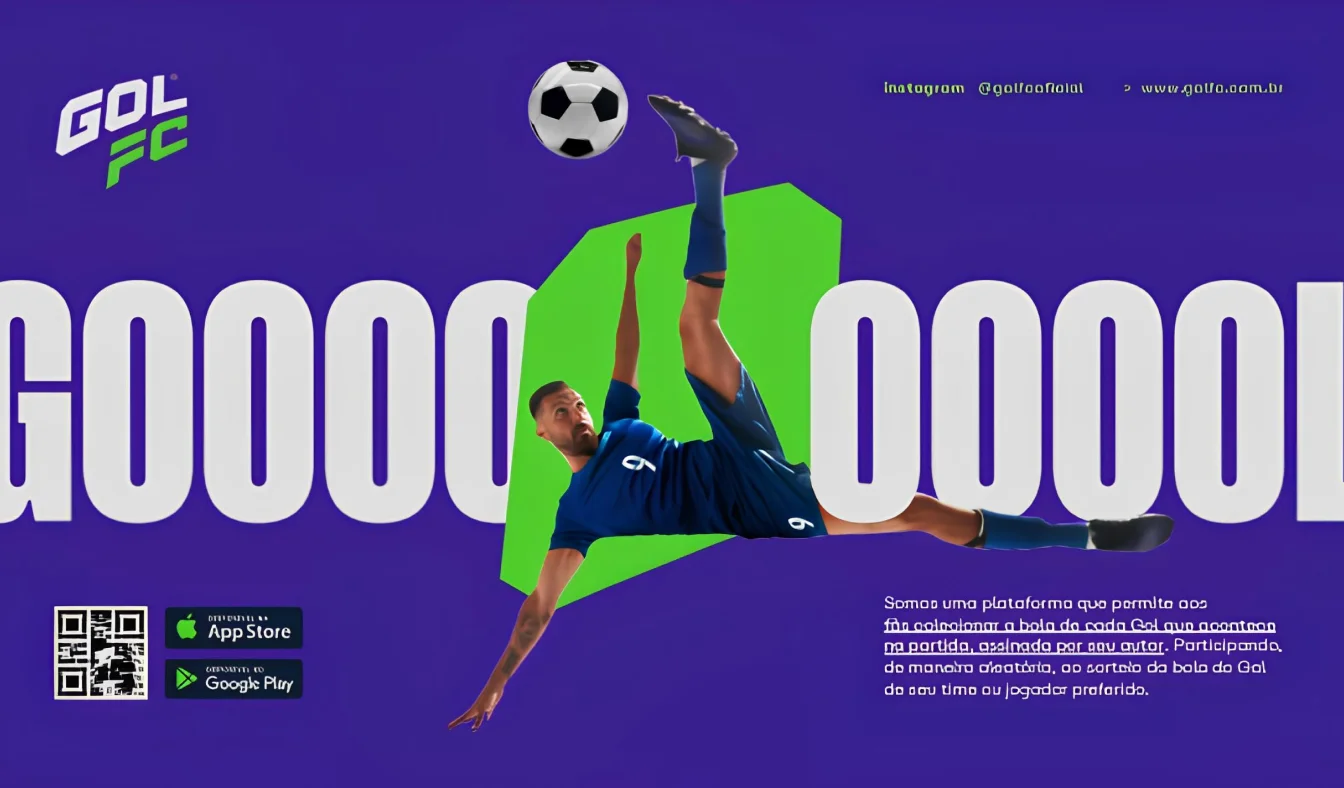 GOL
FC
Instagram @golfcoficial > www.golfc.com.br
GOOOO
OOOOL
9
9
App Store
Google Play
Somos uma plataforma que permite aos
fãs colecionar a bola de cada Gol que acontece
na partida, assinada por seu autor. Participando,
de maneira aleatória, ao sorteio da bola do Gol
do seu time ou jogador preferido.